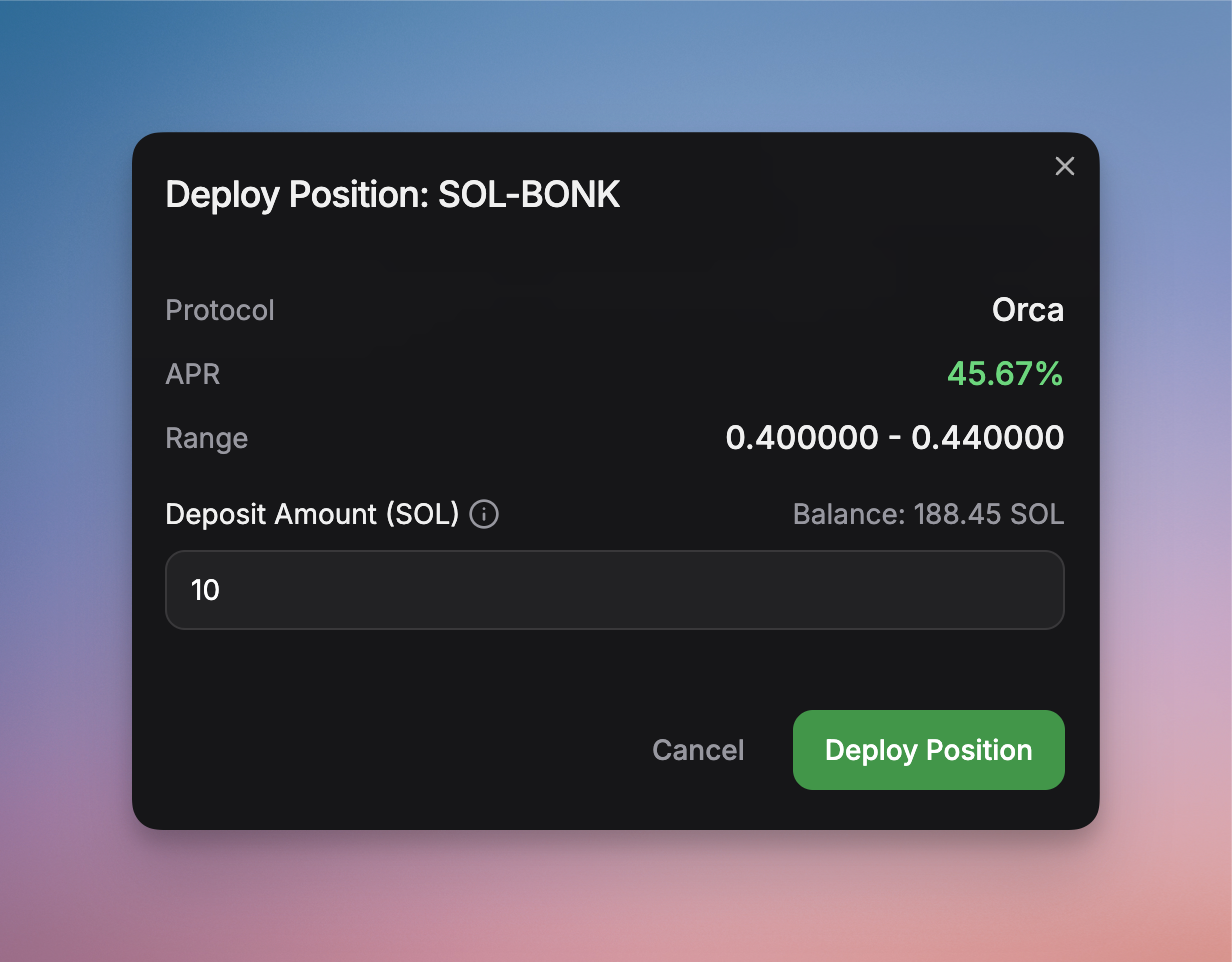 Deploy Position: SOL-BONK
Protocol Orca
APR 45.67%
Range 0.400000 - 0.440000
Deposit Amount (SOL) Balance: 188.45 SOL
10
Cancel Deploy Position